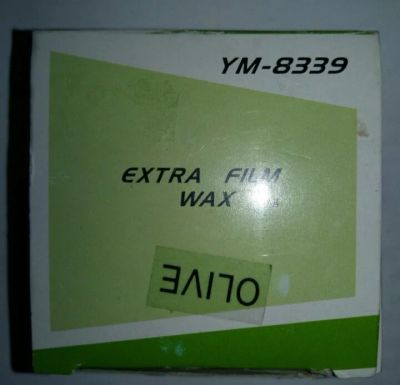 YM-8339
EXTRA FILM
WAX
OLIVE